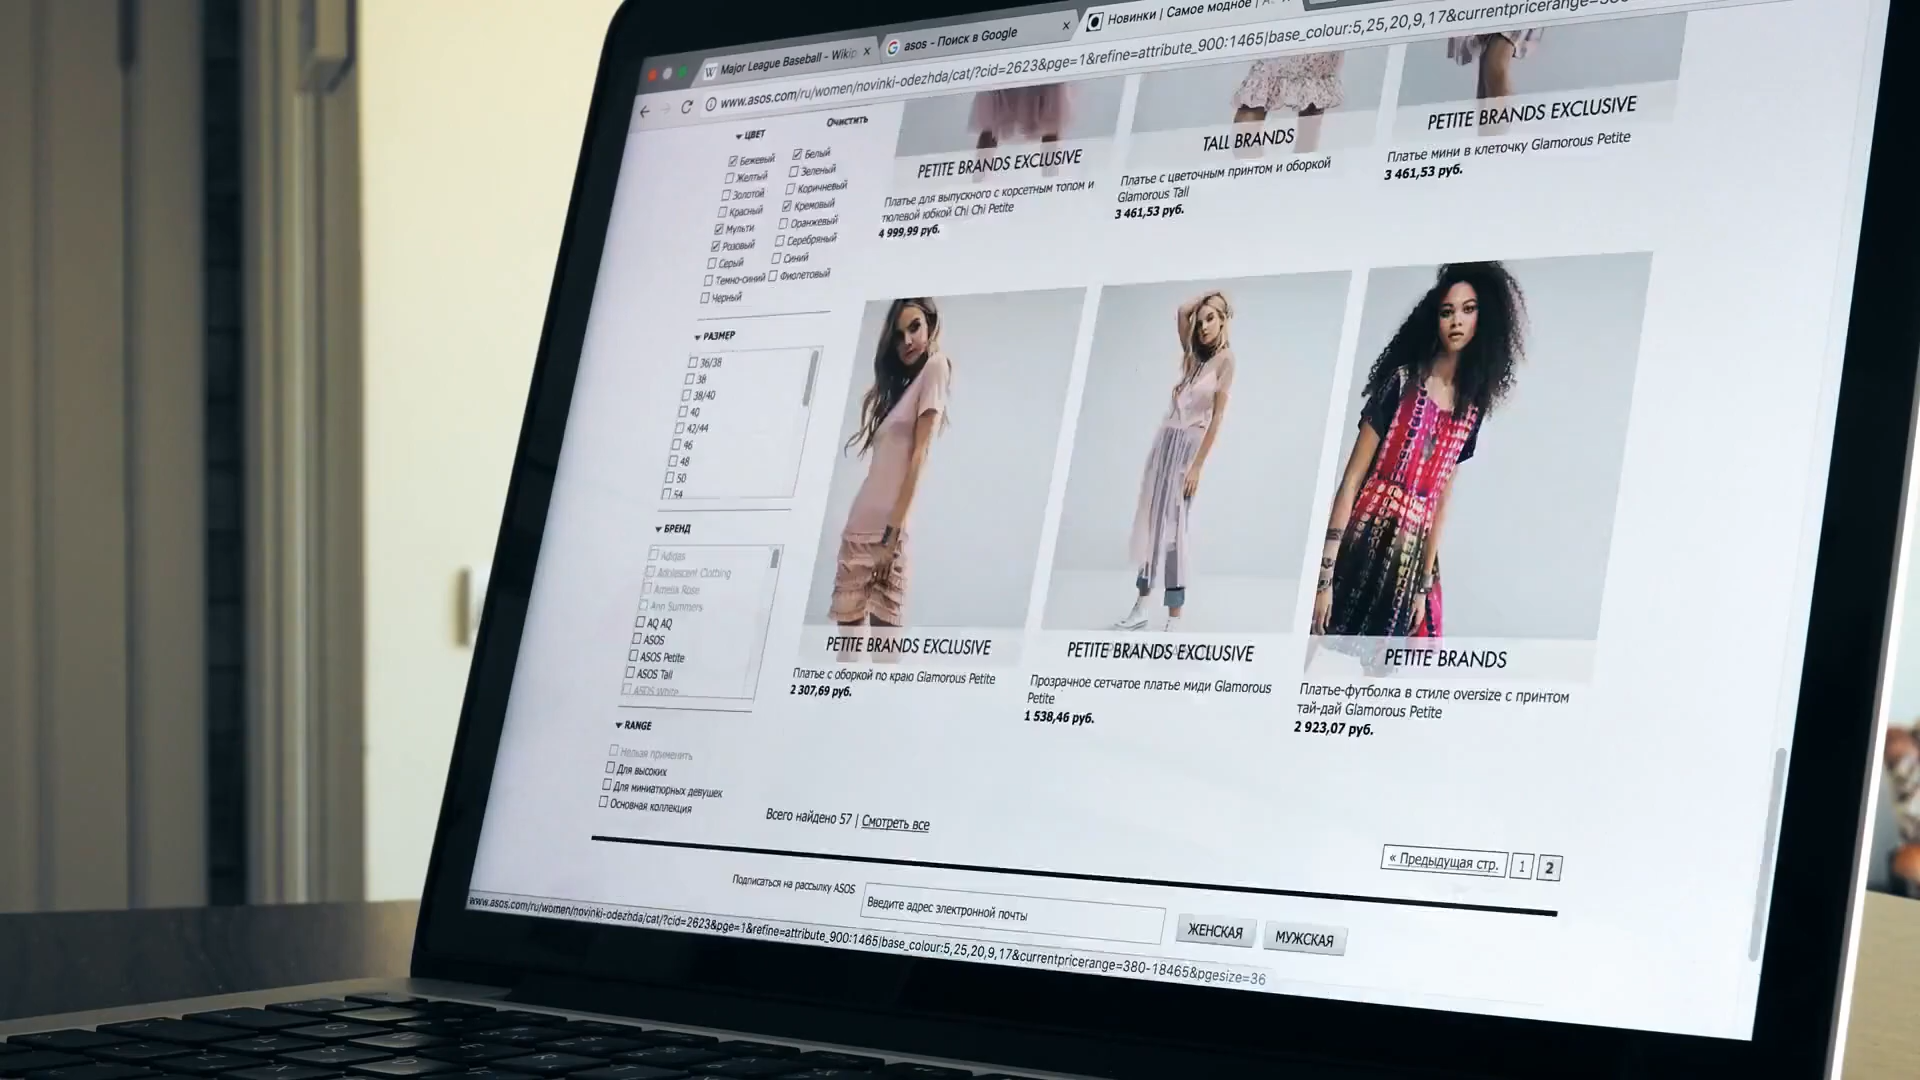 Major League Baseball - Wikip
asos - Поиск в Google
Новинки | Самое модное |
www.asos.com/ru/women/novinki-odezhda/cat/?cid=2623&pge=1&refine=attribute_900:1465|base_colour:5,25,20,9,17&currentpricerange=380
ЦВЕТ
Очистить
Бежевый
Белый
Желтый
Зеленый
Золотой
Коричневый
Красный
Кремовый
Мульти
Оранжевый
Розовый
Серебряный
Серый
Синий
Темно-синий
Фиолетовый
Черный
РАЗМЕР
36/38
38
38/40
40
42/44
46
48
50
54
БРЕНД
Adidas
Adolescent Clothing
Amelia Rose
Ann Summers
AQ AQ
ASOS
ASOS Petite
ASOS Tall
ASOS White
RANGE
Нельзя применить
Для высоких
Для миниатюрных девушек
Основная коллекция
PETITE BRANDS EXCLUSIVE
Платье для выпускного с корсетным топом и
тюлевой юбкой Chi Chi Petite
4 999,99 руб.
TALL BRANDS
Платье с цветочным принтом и оборкой
Glamorous Tall
3 461,53 руб.
PETITE BRANDS EXCLUSIVE
Платье мини в клеточку Glamorous Petite
3 461,53 руб.
PETITE BRANDS EXCLUSIVE
Платье с оборкой по краю Glamorous Petite
2 307,69 руб.
PETITE BRANDS EXCLUSIVE
Прозрачное сетчатое платье миди Glamorous
Petite
1 538,46 руб.
PETITE BRANDS
Платье-футболка в стиле oversize с принтом
тай-дай Glamorous Petite
2 923,07 руб.
Всего найдено 57 | Смотреть все
« Предыдущая стр. 1 2
Подписаться на рассылку ASOS
Введите адрес электронной почты
ЖЕНСКАЯ
МУЖСКАЯ
www.asos.com/ru/women/novinki-odezhda/cat/?cid=2623&pge=1&refine=attribute_900:1465|base_colour:5,25,20,9,17&currentpricerange=380-18465&pgesize=36